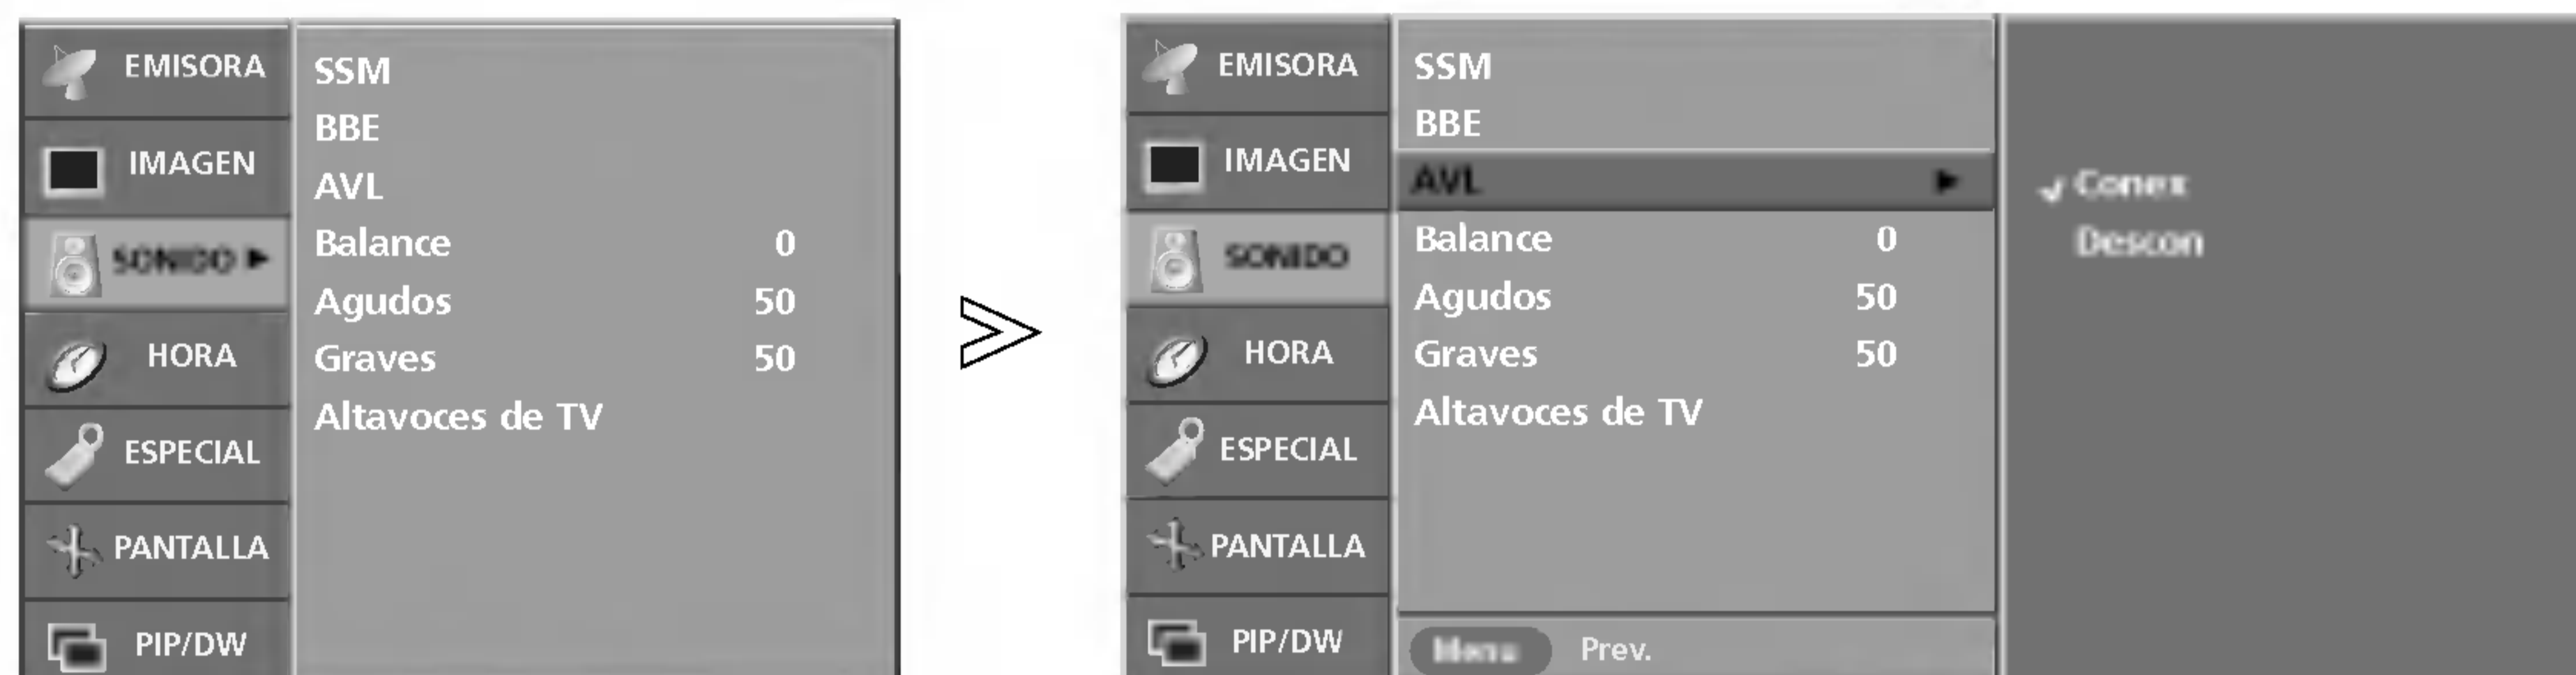 EMISORA
IMAGEN
SONIDO
HORA
ESPECIAL
PANTALLA
PIP/DW
SSM
BBE
AVL
Balance 0
Agudos 50
Graves 50
Altavoces de TV
EMISORA
IMAGEN
SONIDO
HORA
ESPECIAL
PANTALLA
PIP/DW
SSM
BBE
AVL
Balance 0
Agudos 50
Graves 50
Altavoces de TV
Menu Prev.
Conex
Descon